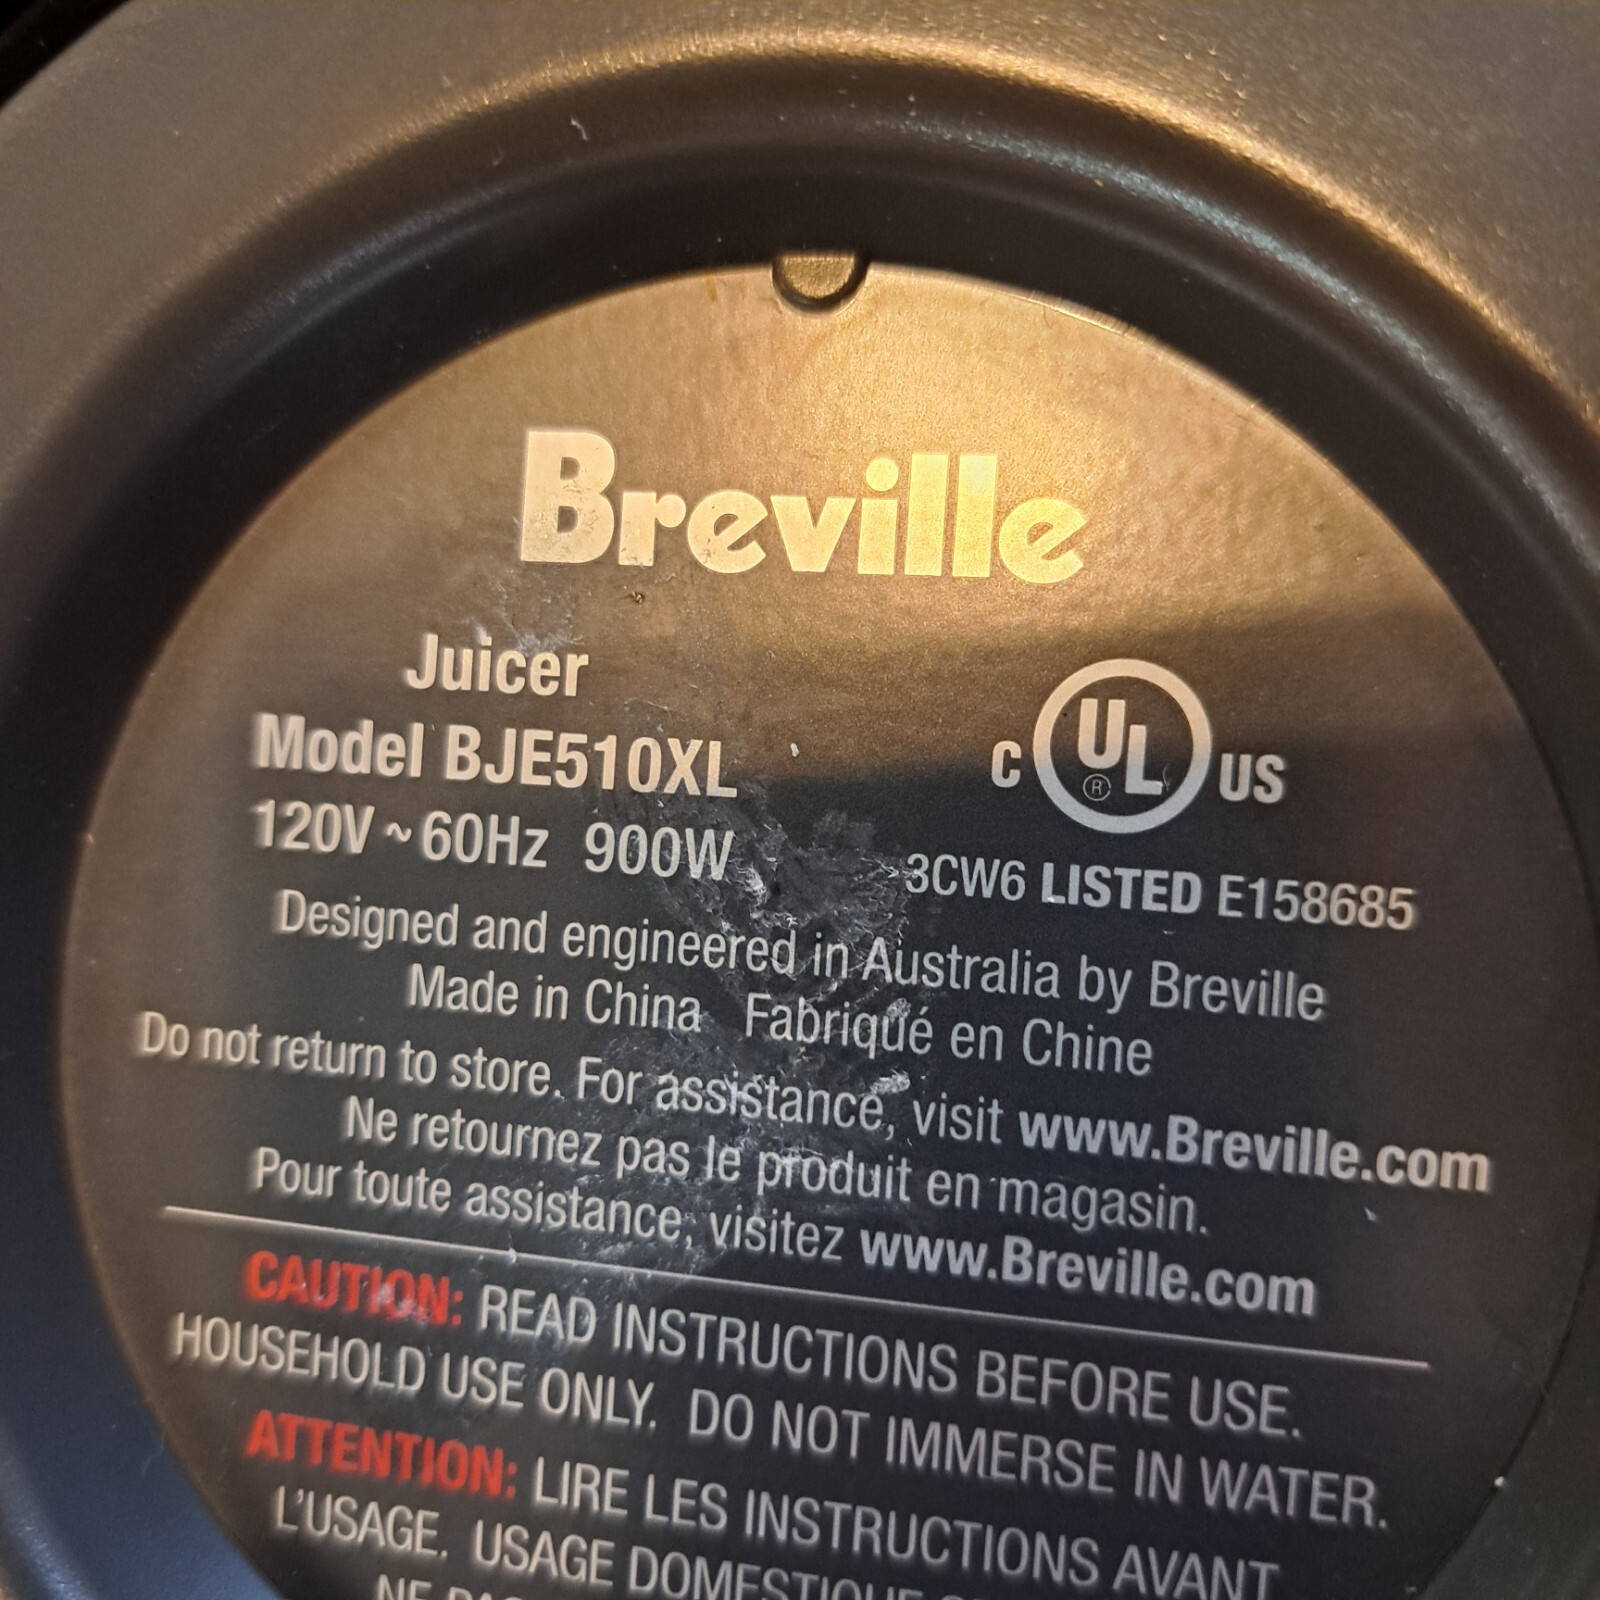 Breville
Juicer
Model BJE510XL
120V ~ 60Hz 900W
C UL ® US
3CW6 LISTED E158685
Designed and engineered in Australia by Breville
Made in China Fabriqué en Chine
Do not return to store. For assistance, visit www.Breville.com
Ne retournez pas le produit en magasin.
Pour toute assistance, visitez www.Breville.com
CAUTION: READ INSTRUCTIONS BEFORE USE.
HOUSEHOLD USE ONLY. DO NOT IMMERSE IN WATER.
ATTENTION: LIRE LES INSTRUCTIONS AVANT
L'USAGE. USAGE DOMESTIQUE
NE